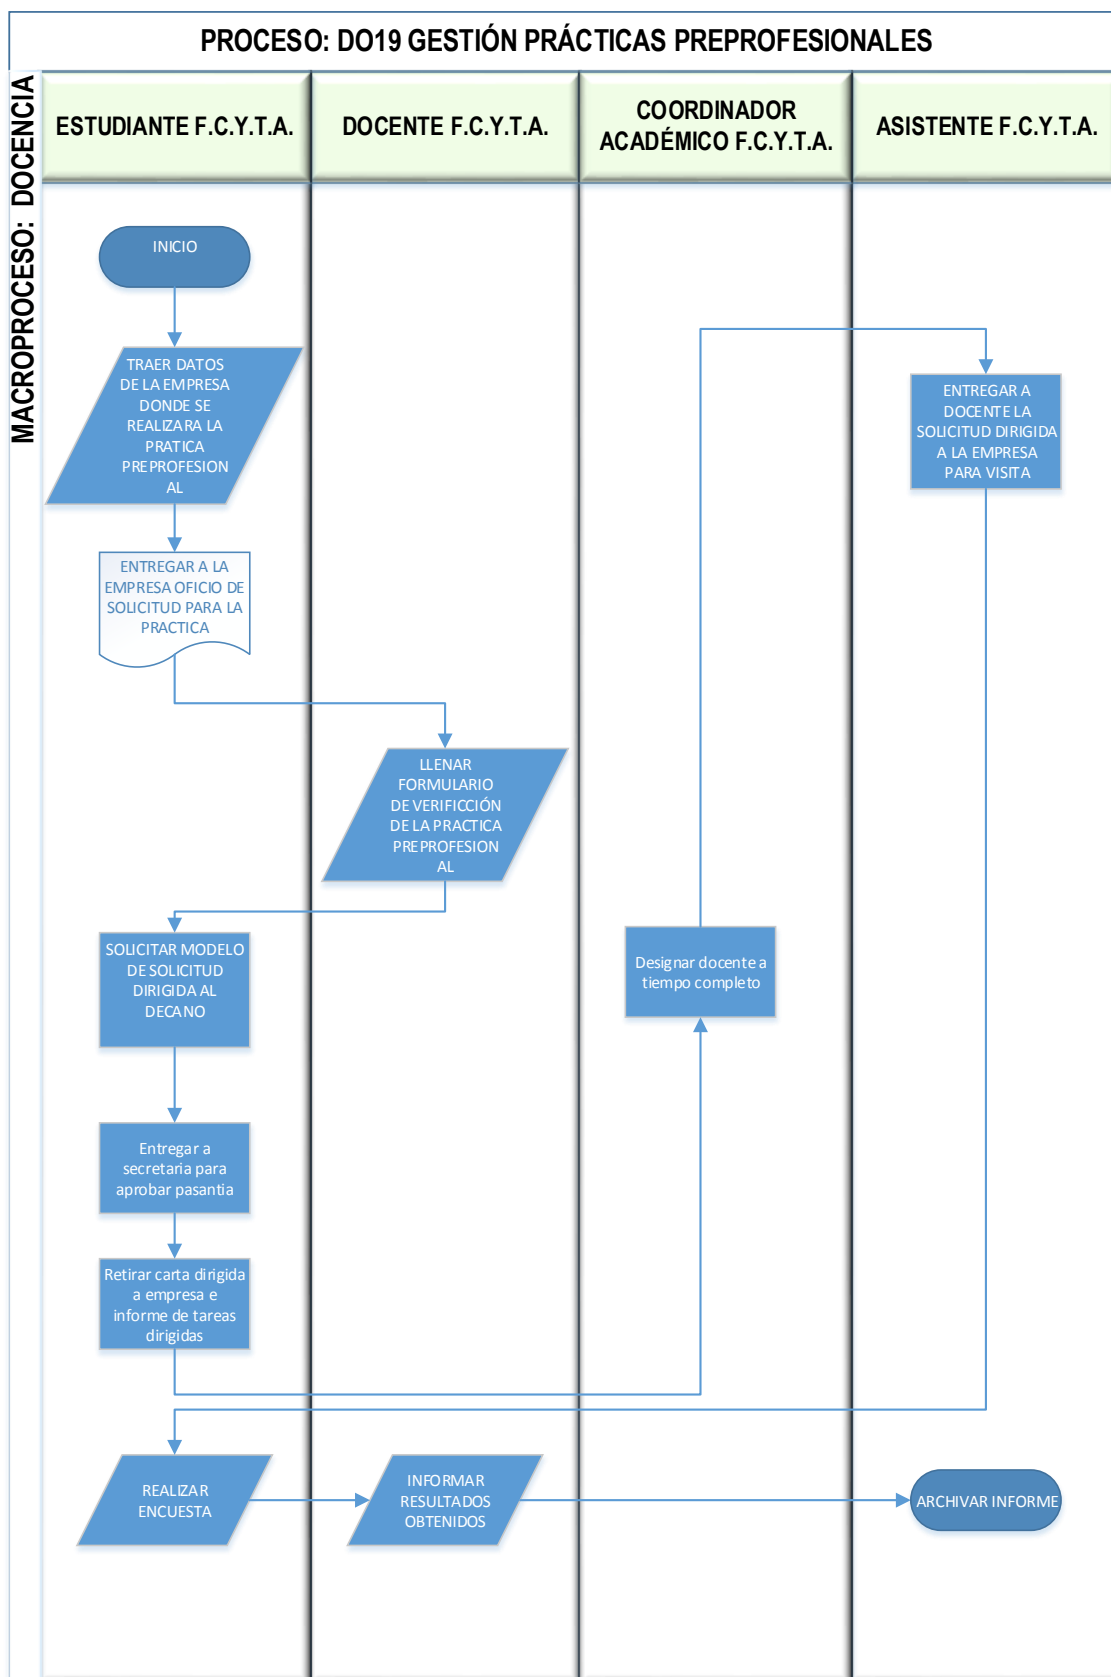 PROCESO: DO19 GESTIÓN PRÁCTICAS PREPROFESIONALES
MACROPROCESO: DOCENCIA
ESTUDIANTE F.C.Y.T.A.
DOCENTE F.C.Y.T.A.
COORDINADOR
ACADÉMICO F.C.Y.T.A.
ASISTENTE F.C.Y.T.A.
INICIO
TRAER DATOS
DE LA EMPRESA
DONDE SE
REALIZARA LA
PRATICA
PREPROFESION
AL
ENTREGAR A LA
EMPRESA OFICIO DE
SOLICITUD PARA LA
PRACTICA
LLENAR
FORMULARIO
DE VERIFICCIÓN
DE LA PRACTICA
PREPROFESION
AL
SOLICITAR MODELO
DE SOLICITUD
DIRIGIDA AL
DECANO
Entregar a
secretaria para
aprobar pasantia
Retirar carta dirigida
a empresa e
informe de tareas
dirigidas
Designar docente a
tiempo completo
ENTREGAR A
DOCENTE LA
SOLICITUD DIRIGIDA
A LA EMPRESA
PARA VISITA
REALIZAR
ENCUESTA
INFORMAR
RESULTADOS
OBTENIDOS
ARCHIVAR INFORME